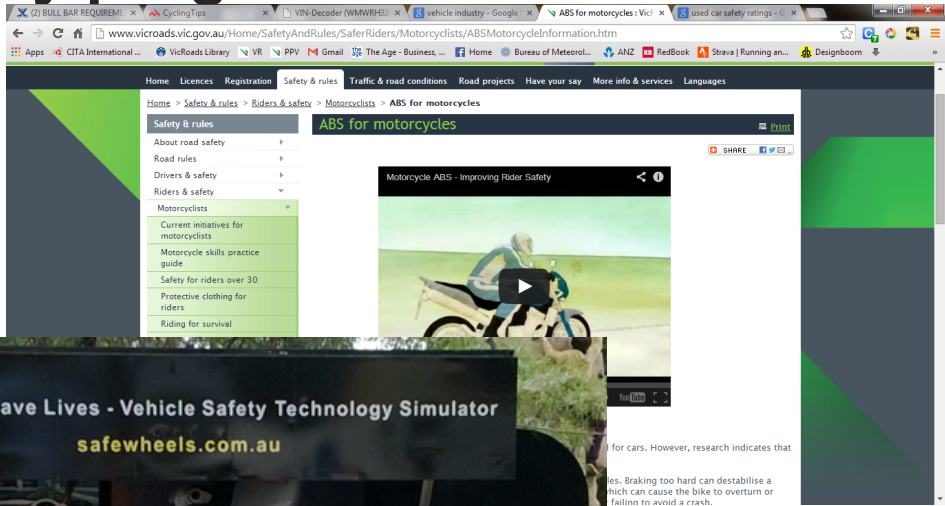 (2) BULL BAR REQUIREME
CyclingTips
VIN-Decoder (WMWRH32
vehicle industry - Google
ABS for motorcycles : Vic
used car safety ratings - G
www.vicroads.vic.gov.au/Home/SafetyAndRules/SaferRiders/Motorcyclists/ABSMotorcycleInformation.htm
Apps CITA International ... VicRoads Library VR PPV Gmail The Age - Business, ... Home Bureau of Meteorol... ANZ RedBook Strava | Running an... Designboom »
Home Licences Registration Safety & rules Traffic & road conditions Road projects Have your say More info & services Languages
Home > Safety & rules > Riders & safety > Motorcyclists > ABS for motorcycles
Safety & rules
ABS for motorcycles
Print
About road safety
SHARE
Road rules
Drivers & safety
Motorcycle ABS - Improving Rider Safety
Riders & safety
Motorcyclists
Current initiatives for
motorcyclists
Motorcycle skills practice
guide
Safety for riders over 30
Protective clothing for
riders
Riding for survival
YouTube
ave Lives - Vehicle Safety Technology Simulator
safewheels.com.au
for cars. However, research indicates that
les. Braking too hard can destabilise a
which can cause the bike to overturn or
failing to avoid a crash.